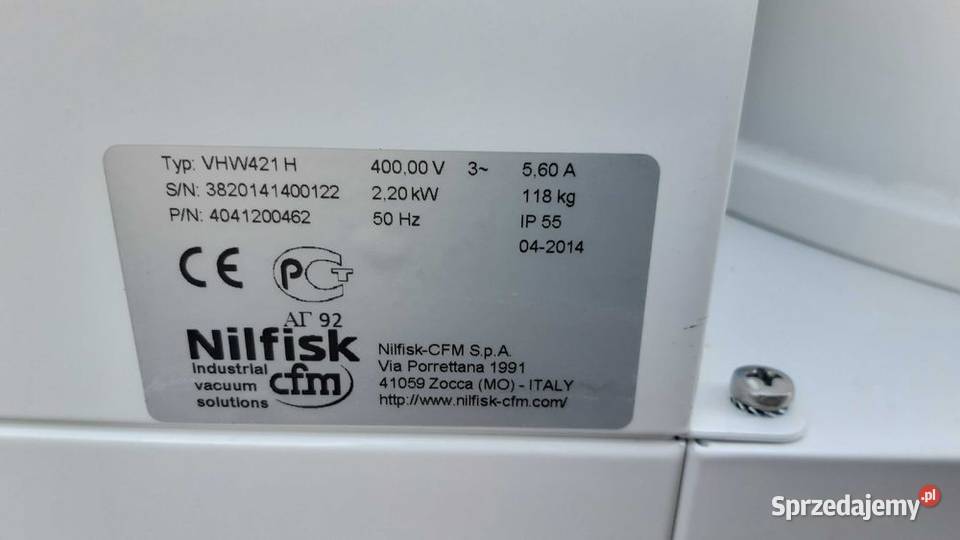 Typ: VHW421 H 400,00 V 3~ 5,60 A
S/N: 3820141400122 2,20 kW 118 kg
P/N: 4041200462 50 Hz IP 55
04-2014
CE PCT
АГ 92
Nilfisk
Industrial
vacuum cfm
solutions
Nilfisk-CFM S.p.A.
Via Porrettana 1991
41059 Zocca (MO) - ITALY
http://www.nilfisk-cfm.com/
Sprzedajemy.pl